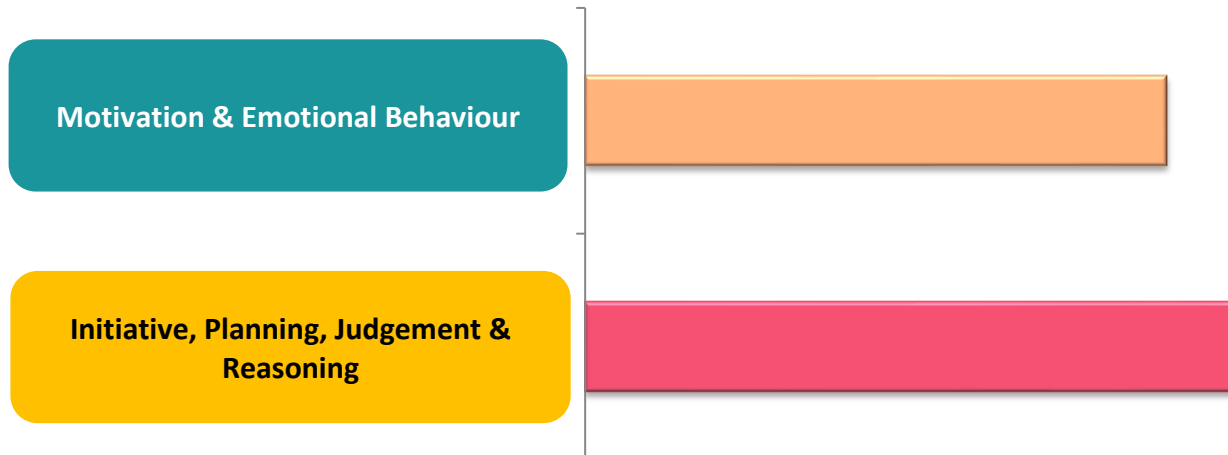 Motivation & Emotional Behaviour
Initiative, Planning, Judgement &
Reasoning